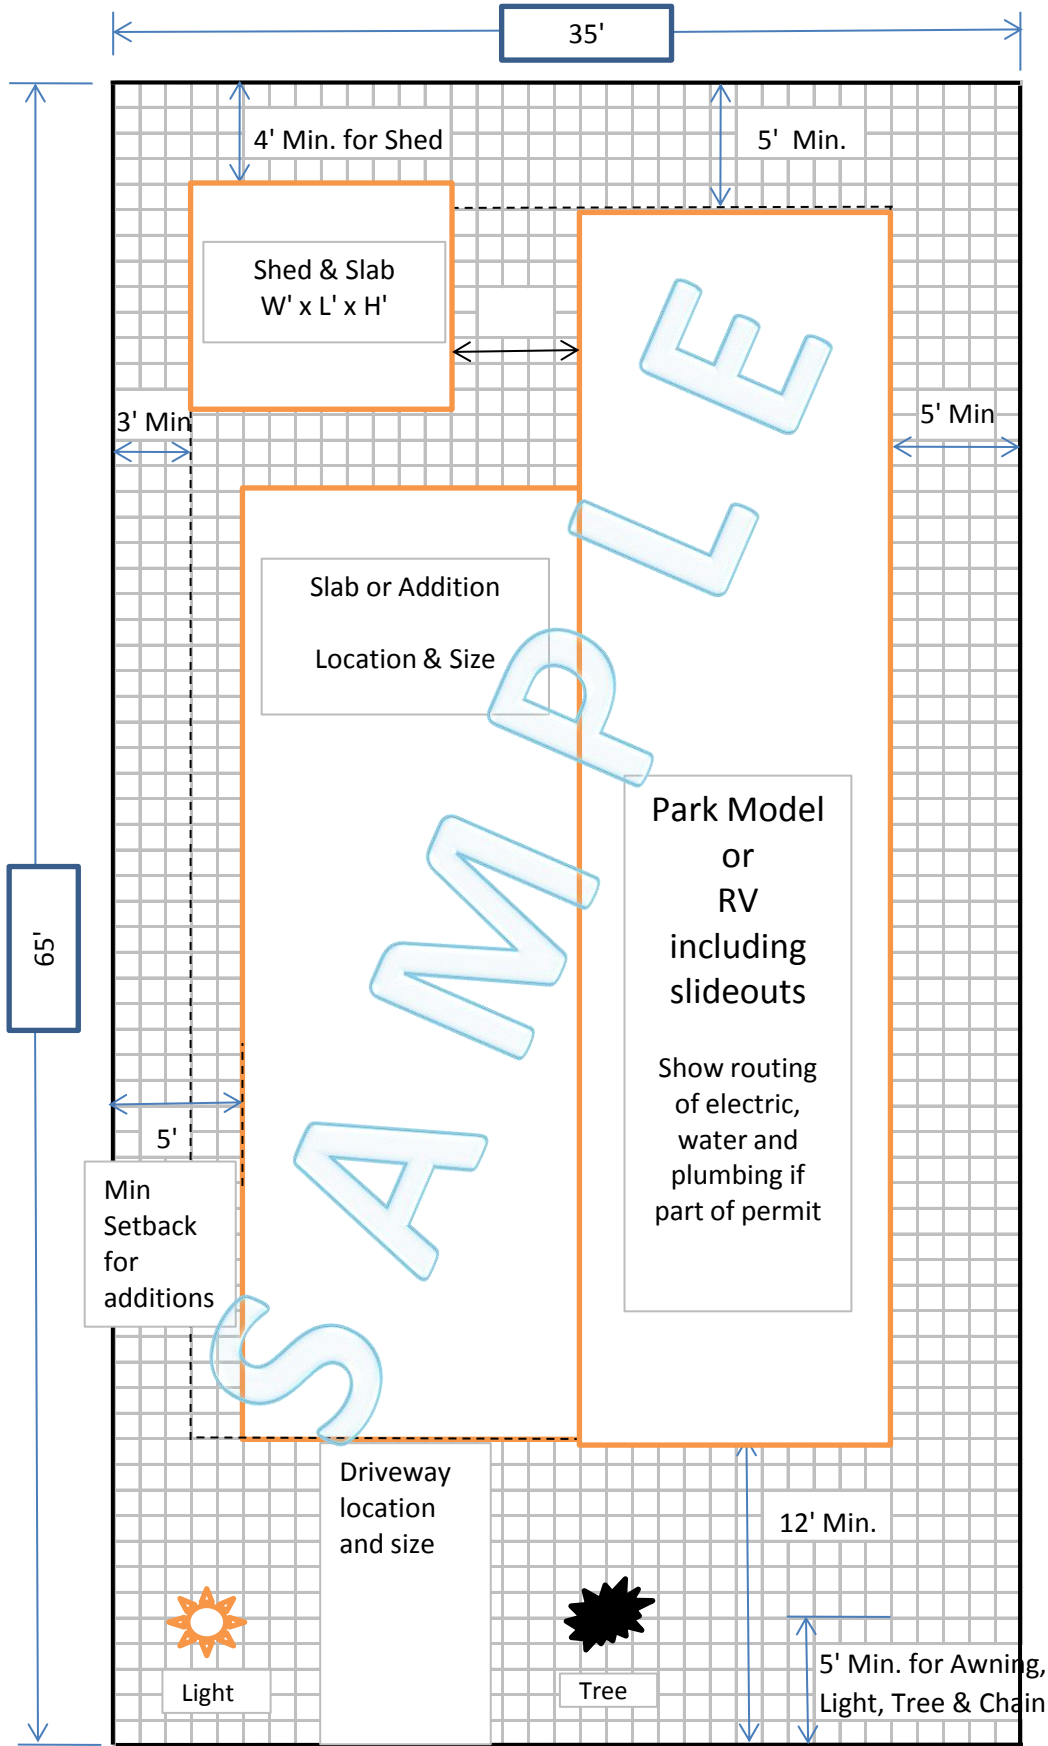 35'
4' Min. for Shed
5' Min.
Shed & Slab
W' x L' x H'
3' Min
5' Min
Slab or Addition
Location & Size
65'
Park Model
or
RV
including
slideouts
Show routing
of electric,
water and
plumbing if
part of permit
5'
Min
Setback
for
additions
SAMPLE
Driveway
location
and size
12' Min.
Light
Tree
5' Min. for Awning,
Light, Tree & Chain